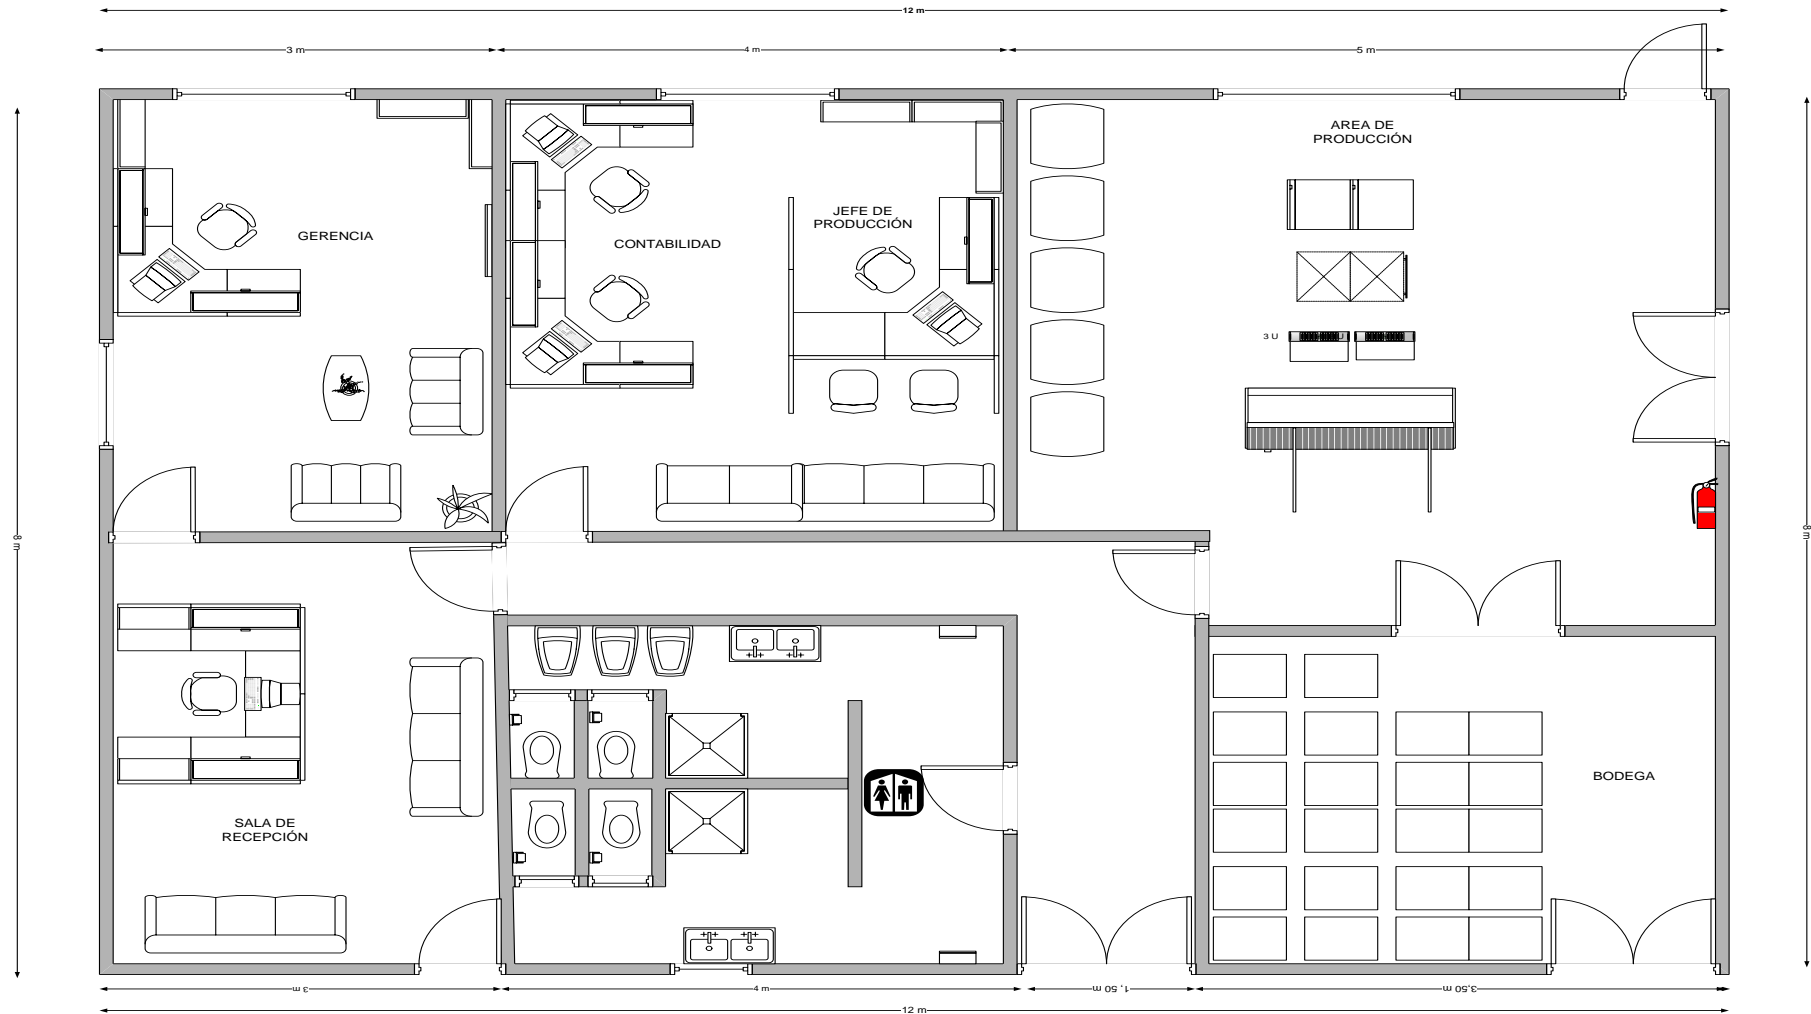 12 m
3 m
4 m
5 m
AREA DE
PRODUCCIÓN
JEFE DE
PRODUCCIÓN
GERENCIA
CONTABILIDAD
3 U
8 m
8 m
BODEGA
SALA DE
RECEPCIÓN
3 m
4 m
1, 50 m
3,50 m
12 m